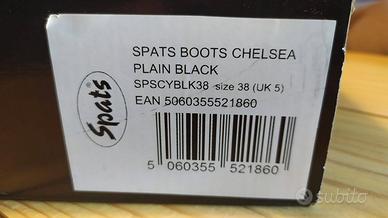 SPATS BOOTS CHELSEA
PLAIN BLACK
SPSCYBLK38 size 38 (UK 5)
EAN 5060355521860
Spats®
5 060355 521860
subito